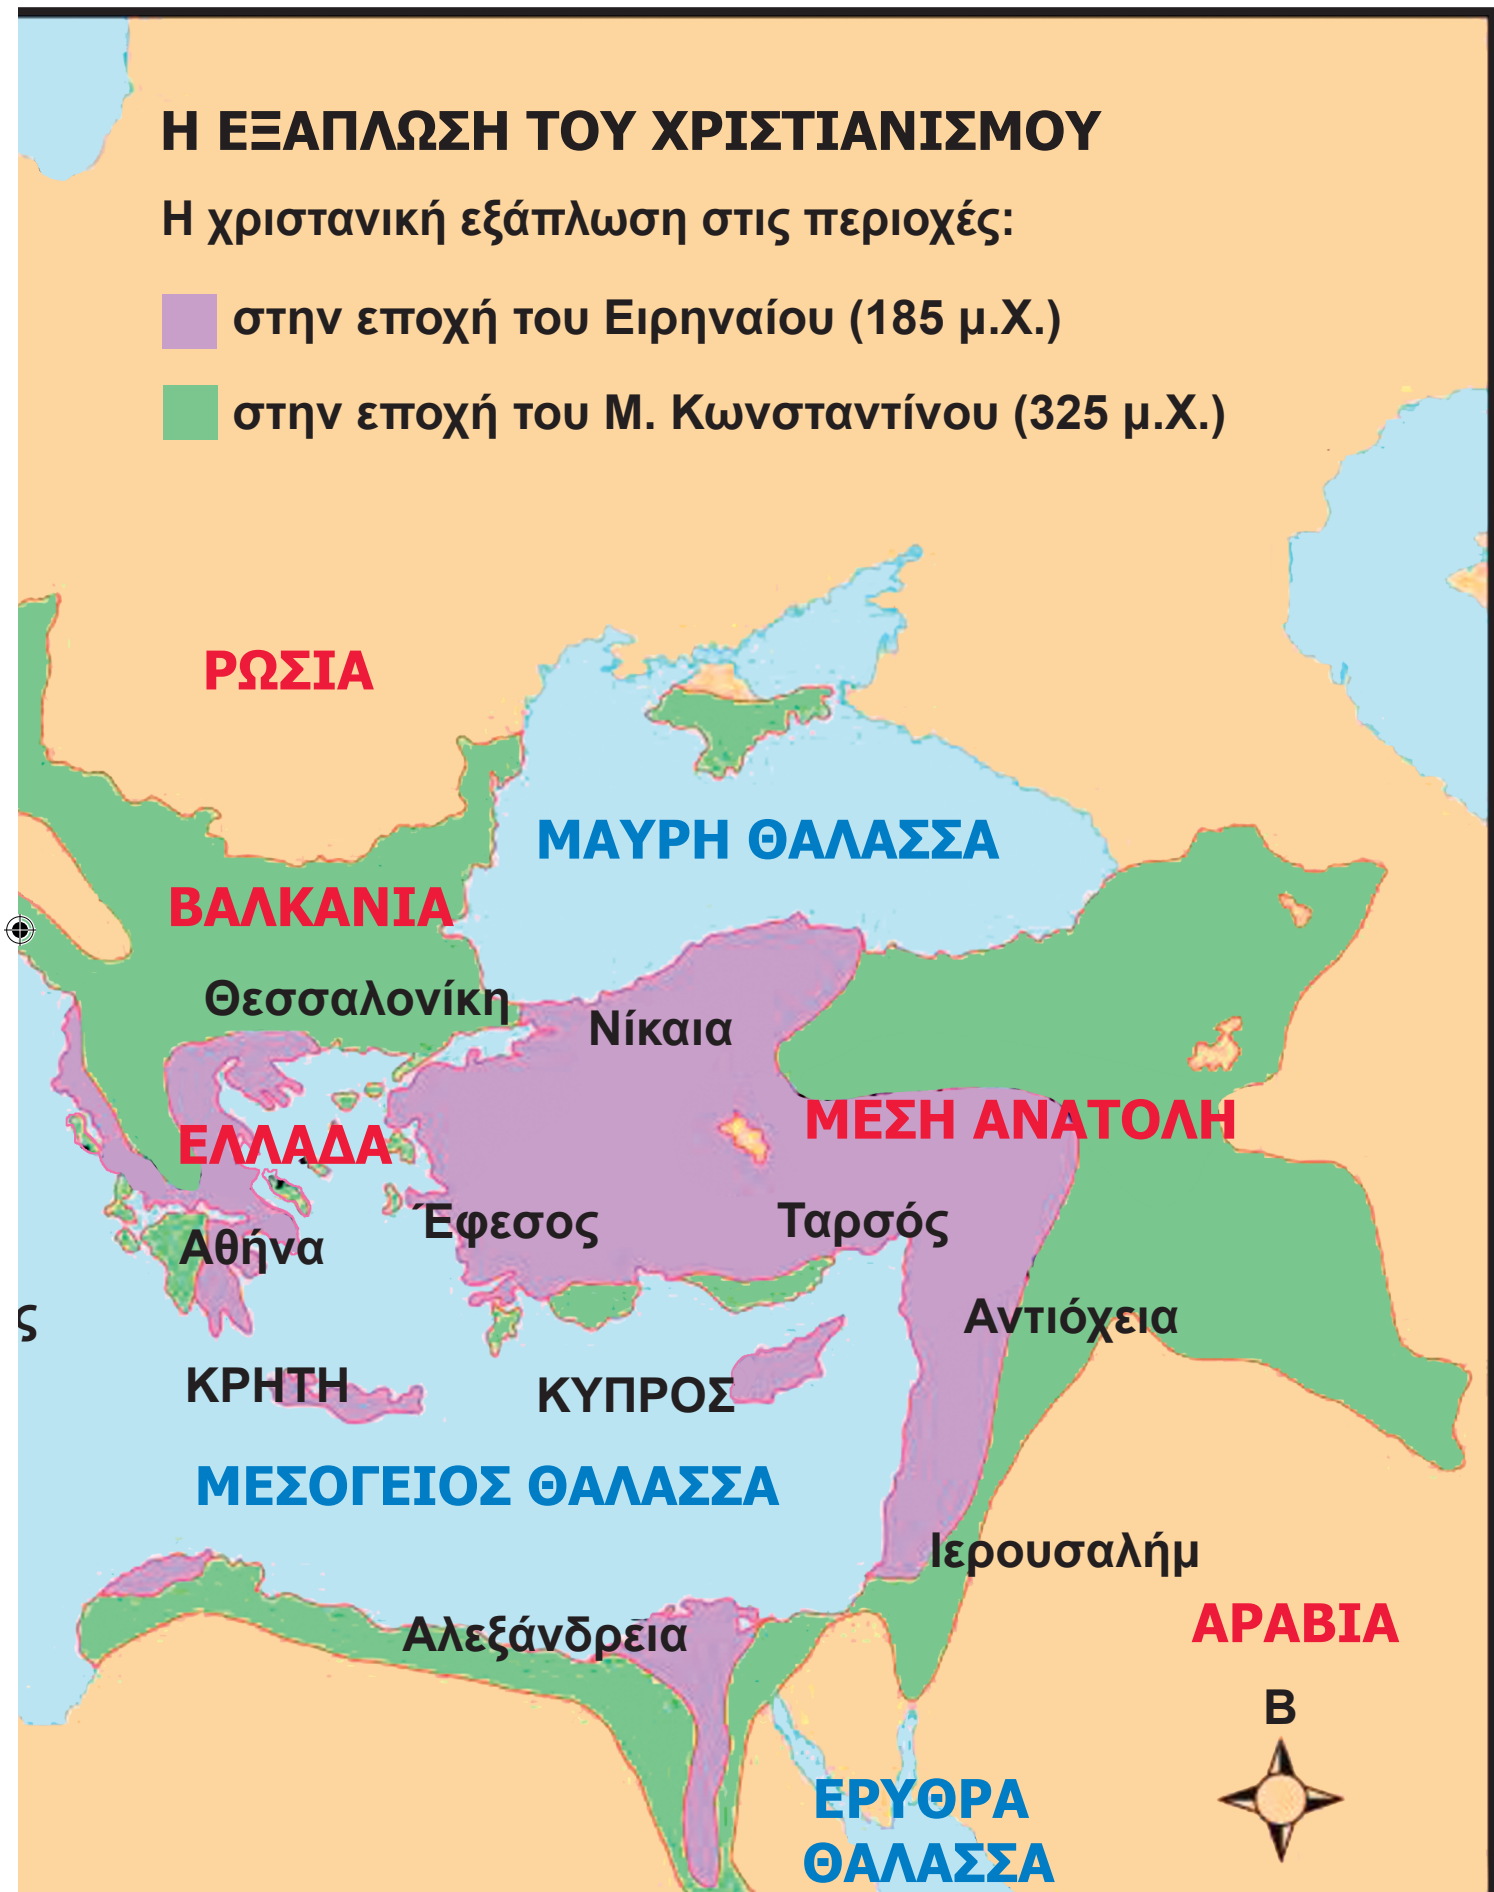 Η ΕΞΑΠΛΩΣΗ ΤΟΥ ΧΡΙΣΤΙΑΝΙΣΜΟΥ
Η χριστανική εξάπλωση στις περιοχές:
στην εποχή του Ειρηναίου (185 μ.Χ.)
στην εποχή του Μ. Κωνσταντίνου (325 μ.Χ.)
ΡΩΣΙΑ
ΜΑΥΡΗ ΘΑΛΑΣΣΑ
ΒΑΛΚΑΝΙΑ
Θεσσαλονίκη
Νίκαια
ΜΕΣΗ ΑΝΑΤΟΛΗ
ΕΛΛΑΔΑ
Έφεσος
Ταρσός
Αθήνα
ς
Αντιόχεια
ΚΡΗΤΗ
ΚΥΠΡΟΣ
ΜΕΣΟΓΕΙΟΣ ΘΑΛΑΣΣΑ
Ιερουσαλήμ
Αλεξάνδρεια
ΑΡΑΒΙΑ
Β
ΕΡΥΘΡΑ
ΘΑΛΑΣΣΑ